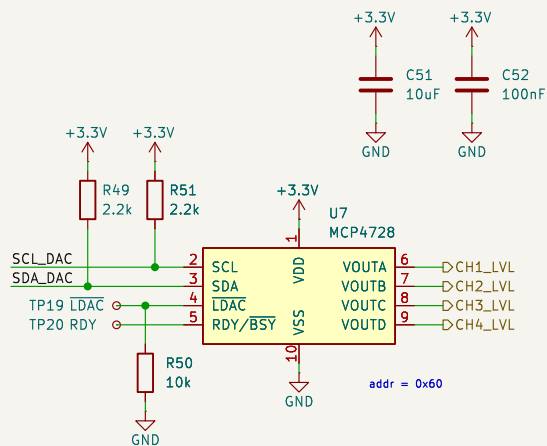 +3.3V +3.3V
C51 C52
10uF 100nF
GND GND
+3.3V +3.3V
R49 R51
2.2k 2.2k
+3.3V
U7
MCP4728
SCL_DAC 2 SCL VDD 1 VOUTA 6 CH1_LVL
SDA_DAC 3 SDA VOUTB 7 CH2_LVL
TP19 LDAC 4 LDAC VOUTC 8 CH3_LVL
TP20 RDY 5 RDY/BSY VSS VOUTD 9 CH4_LVL
10
R50
10k
addr = 0x60
GND
GND